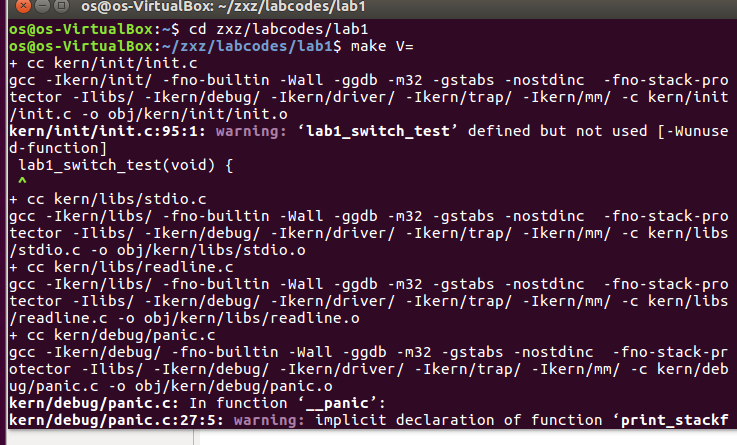 os@os-VirtualBox: ~/zxz/labcodes/lab1
os@os-VirtualBox:~$ cd zxz/labcodes/lab1
os@os-VirtualBox:~/zxz/labcodes/lab1$ make V=
+ cc kern/init/init.c
gcc -Ikern/init/ -fno-builtin -Wall -ggdb -m32 -gstabs -nostdinc  -fno-stack-pro
tector -Ilibs/ -Ikern/debug/ -Ikern/driver/ -Ikern/trap/ -Ikern/mm/ -c kern/init
/init.c -o obj/kern/init/init.o
kern/init/init.c:95:1: warning: ‘lab1_switch_test’ defined but not used [-Wunuse
d-function]
 lab1_switch_test(void) {
 ^
+ cc kern/libs/stdio.c
gcc -Ikern/libs/ -fno-builtin -Wall -ggdb -m32 -gstabs -nostdinc  -fno-stack-pro
tector -Ilibs/ -Ikern/debug/ -Ikern/driver/ -Ikern/trap/ -Ikern/mm/ -c kern/libs
/stdio.c -o obj/kern/libs/stdio.o
+ cc kern/libs/readline.c
gcc -Ikern/libs/ -fno-builtin -Wall -ggdb -m32 -gstabs -nostdinc  -fno-stack-pro
tector -Ilibs/ -Ikern/debug/ -Ikern/driver/ -Ikern/trap/ -Ikern/mm/ -c kern/libs
/readline.c -o obj/kern/libs/readline.o
+ cc kern/debug/panic.c
gcc -Ikern/debug/ -fno-builtin -Wall -ggdb -m32 -gstabs -nostdinc  -fno-stack-pr
otector -Ilibs/ -Ikern/debug/ -Ikern/driver/ -Ikern/trap/ -Ikern/mm/ -c kern/deb
ug/panic.c -o obj/kern/debug/panic.o
kern/debug/panic.c: In function ‘__panic’:
kern/debug/panic.c:27:5: warning: implicit declaration of function ‘print_stackf